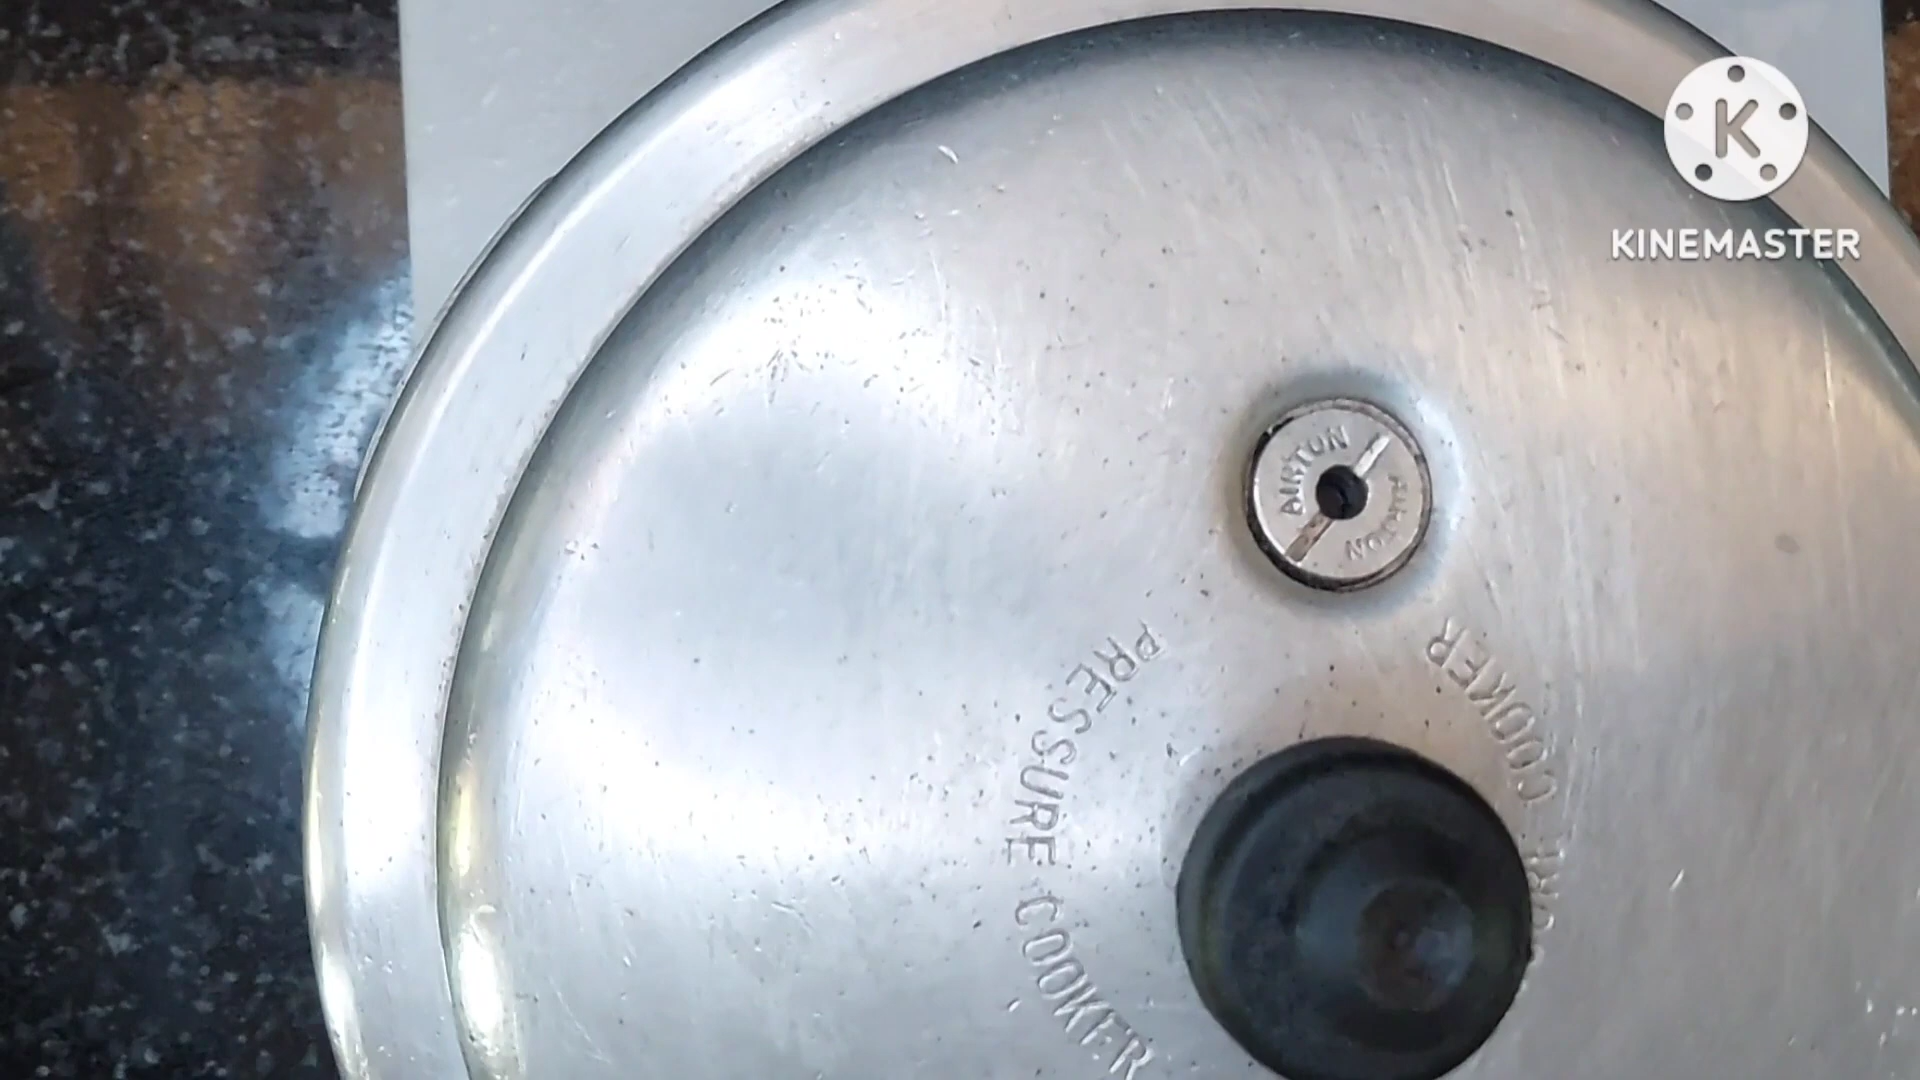 K
KINEMASTER
AIRTON
AIRTON
PRESSURE COOKER
COOKER